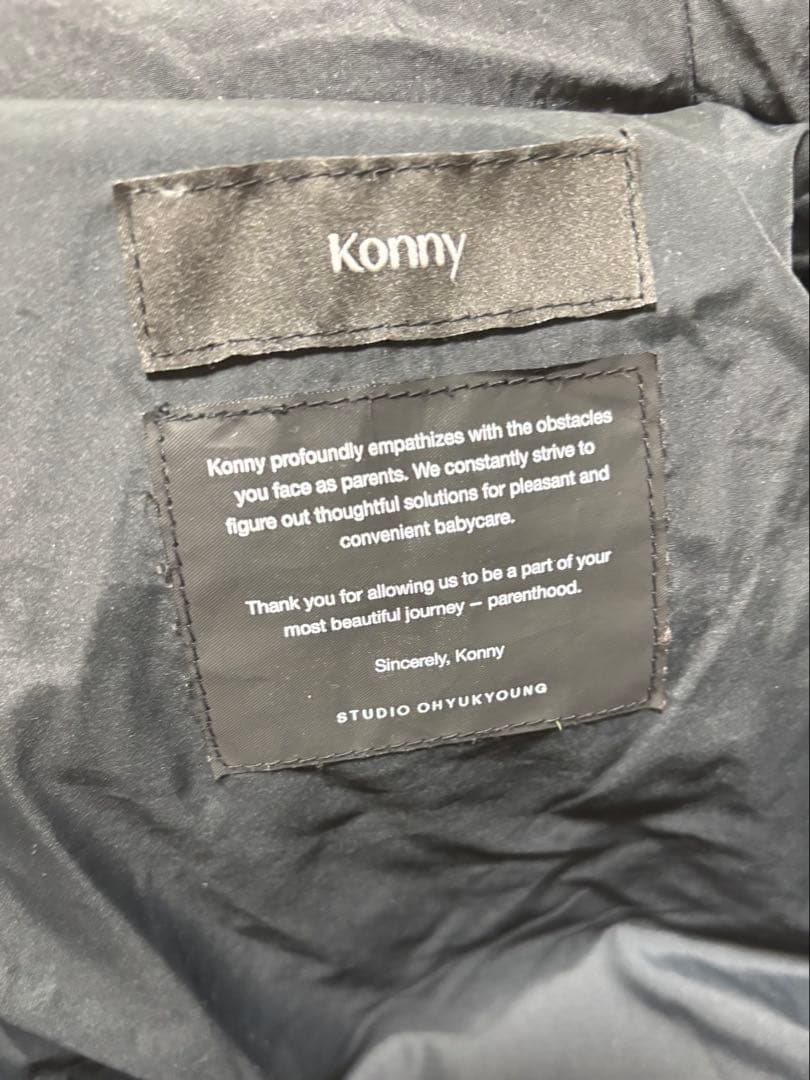 Konny
Konny profoundly empathizes with the obstacles
you face as parents. We constantly strive to
figure out thoughtful solutions for pleasant and
convenient babycare.
Thank you for allowing us to be a part of your
most beautiful journey – parenthood.
Sincerely, Konny
STUDIO OHYUKYOUNG